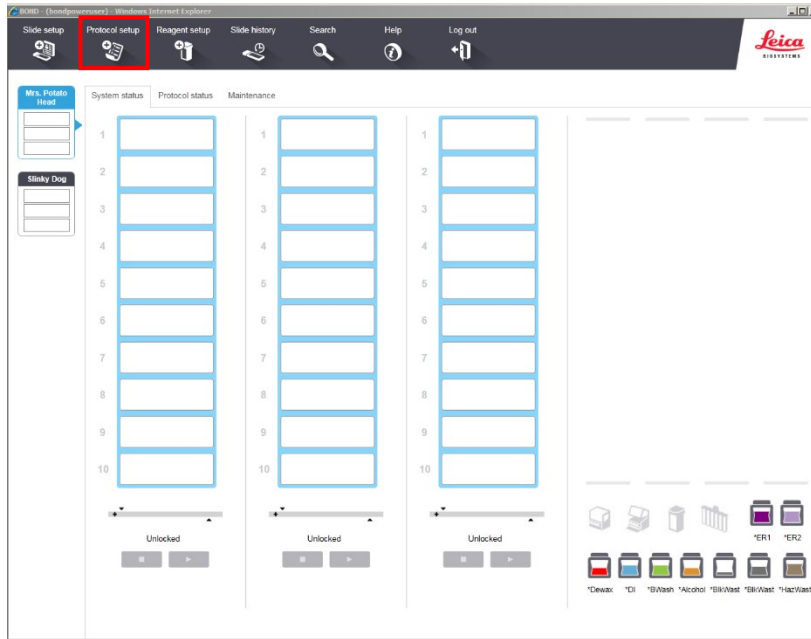 BOND - (bondpoweruser) - Windows Internet Explorer
Slide setup Protocol setup Reagent setup Slide history Search Help Log out
Leica
BIOSYSTEMS
Mrs. Potato
Head
System status Protocol status Maintenance
Slinky Dog
1 1 1
2 2 2
3 3 3
4 4 4
5 5 5
6 6 6
7 7 7
8 8 8
9 9 9
10 10 10
Unlocked Unlocked Unlocked
*ER1 *ER2
*Dewax *DI *BWash *Alcohol *BlkWast *BlkWast *HazWast